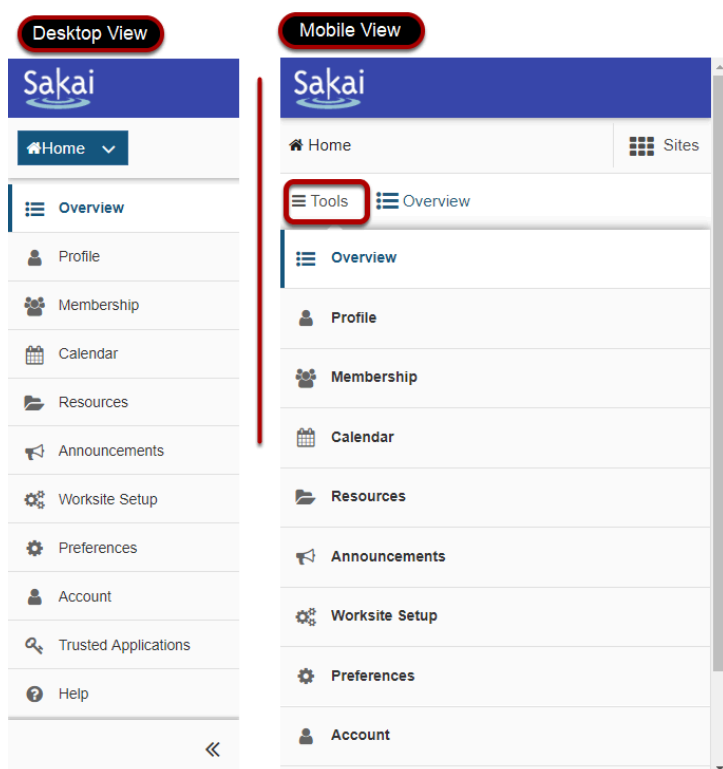 Desktop View
Sakai
Home
Overview
Profile
Membership
Calendar
Resources
Announcements
Worksite Setup
Preferences
Account
Trusted Applications
Help
Mobile View
Sakai
Home Sites
Tools Overview
Overview
Profile
Membership
Calendar
Resources
Announcements
Worksite Setup
Preferences
Account